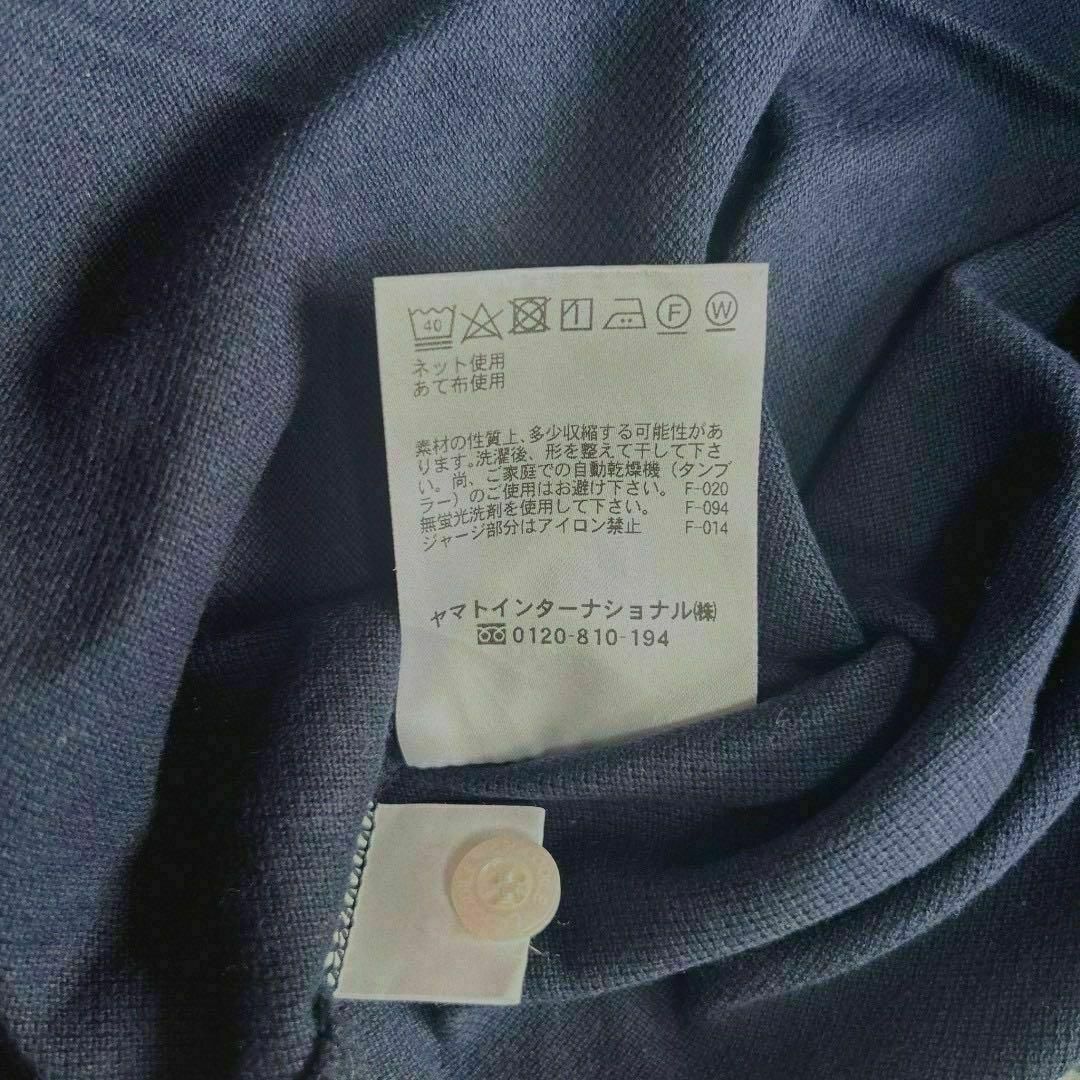 40 F W
ネット使用
あて布使用
素材の性質上、多少収縮する可能性があ
ります。洗濯後、形を整えて干して下さ
い。尚、ご家庭での自動乾燥機（タンブ
ラー）のご使用はお避け下さい。 F-020
無蛍光洗剤を使用して下さい。 F-094
ジャージ部分はアイロン禁止 F-014
ヤマトインターナショナル㈱
0120-810-194